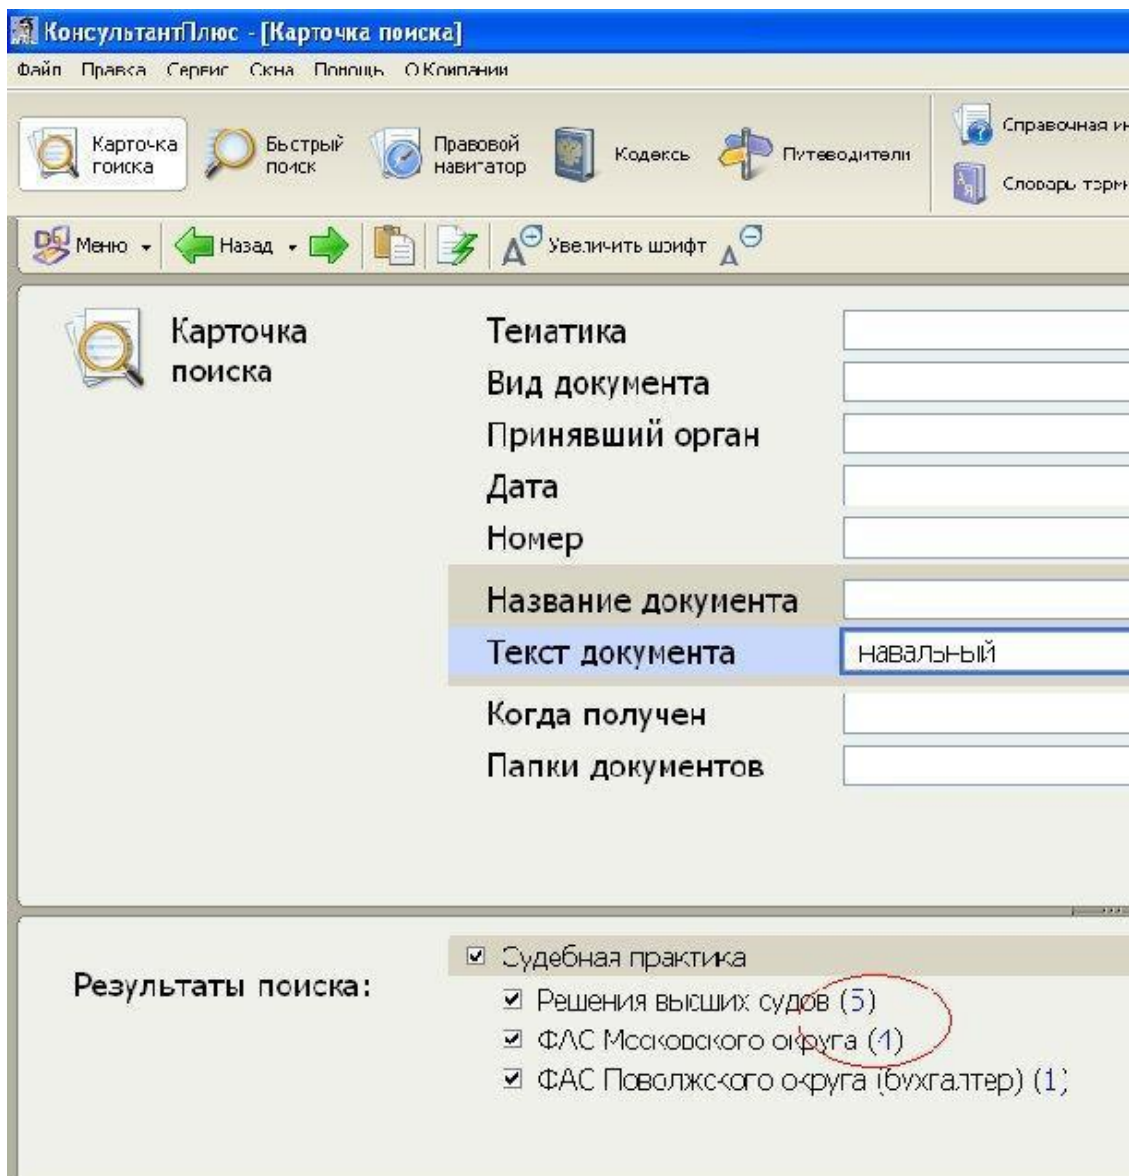 КонсультантПлюс - [Карточка поиска]
Файл Правка Сервис Окна Помощь О Компании
Карточка поиска
Быстрый поиск
Правовой навигатор
Кодексы
Путеводители
Справочная ин
Словарь терм
Меню
Назад
Увеличить шрифт
Карточка
поиска
Тематика
Вид документа
Принявший орган
Дата
Номер
Название документа
Текст документа навальный
Когда получен
Папки документов
Результаты поиска:
Судебная практика
Решения высших судов (5)
ФАС Московского округа (4)
ФАС Поволжского округа (бухгалтер) (1)